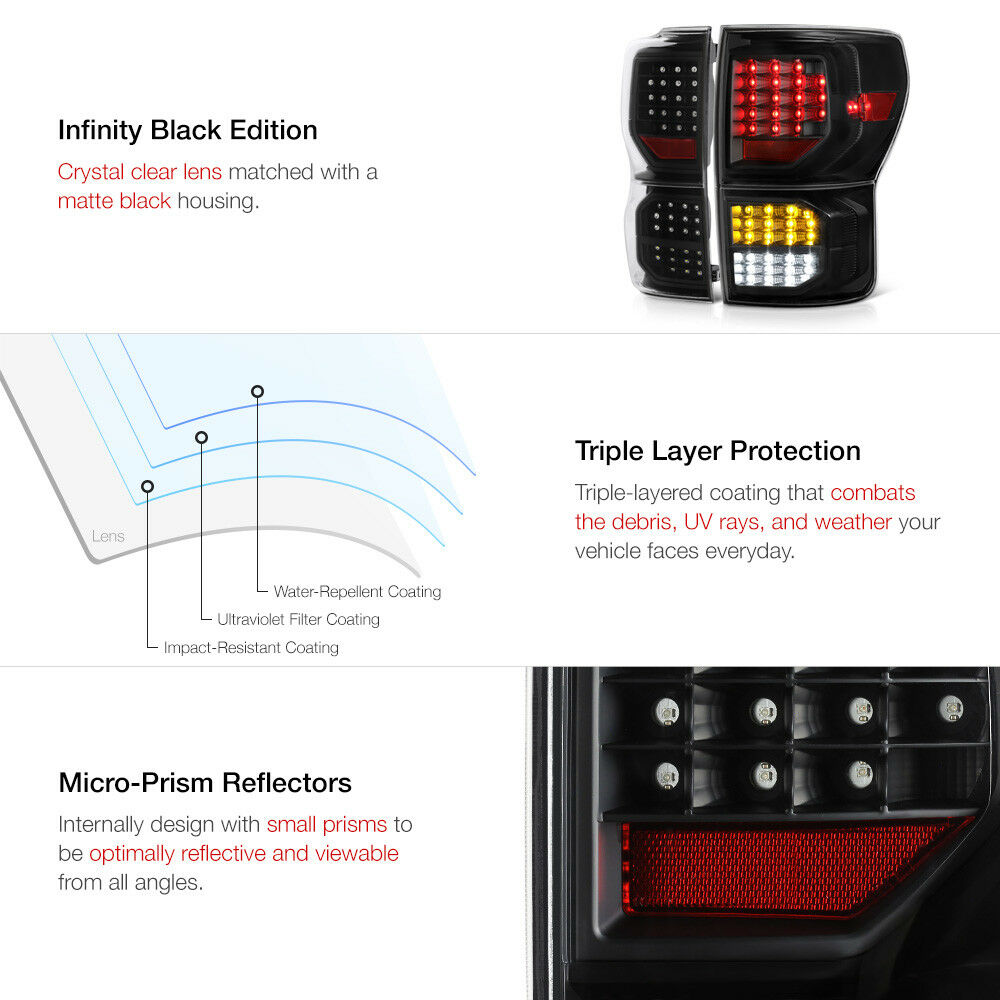 Infinity Black Edition
Crystal clear lens matched with a
matte black housing.
Lens
Water-Repellent Coating
Ultraviolet Filter Coating
Impact-Resistant Coating
Triple Layer Protection
Triple-layered coating that combats
the debris, UV rays, and weather your
vehicle faces everyday.
Micro-Prism Reflectors
Internally design with small prisms to
be optimally reflective and viewable
from all angles.